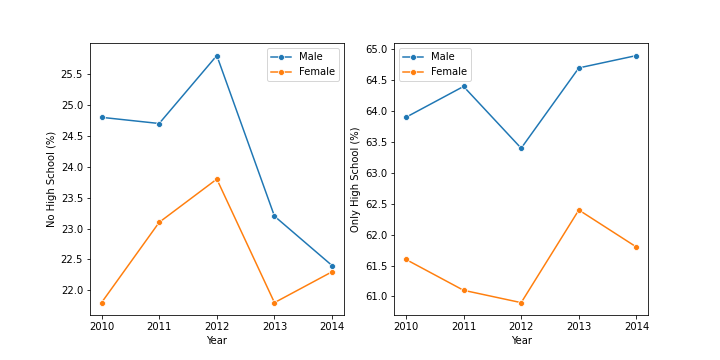 Male
Female
25.5
25.0
24.5
24.0
23.5
23.0
22.5
22.0
No High School (%)
2010 2011 2012 2013 2014
Year
Male
Female
65.0
64.5
64.0
63.5
63.0
62.5
62.0
61.5
61.0
Only High School (%)
2010 2011 2012 2013 2014
Year